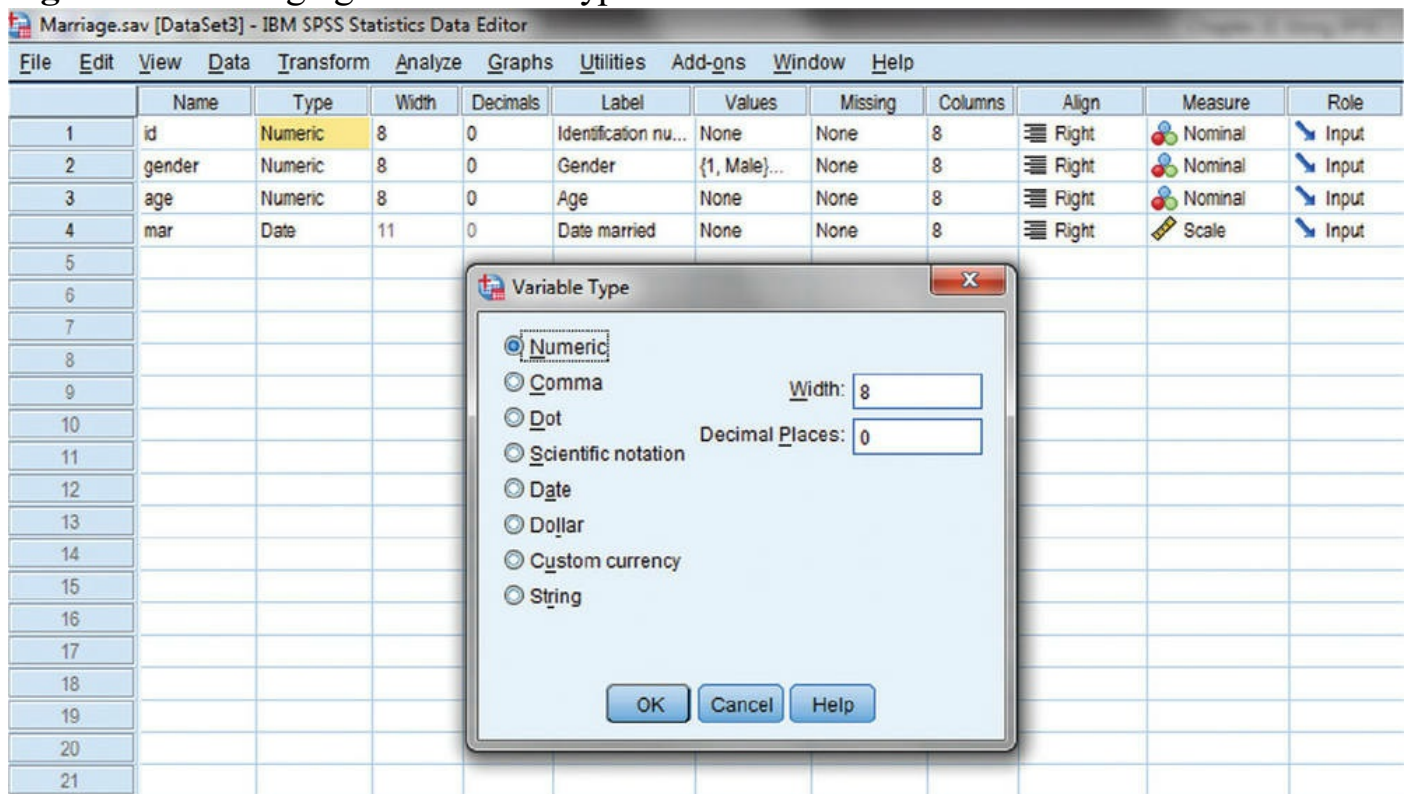 Marriage.sav [DataSet3] - IBM SPSS Statistics Data Editor
File Edit View Data Transform Analyze Graphs Utilities Add-ons Window Help
Name Type Width Decimals Label Values Missing Columns Align Measure Role
1 id Numeric 8 0 Identification nu... None None 8 Right Nominal Input
2 gender Numeric 8 0 Gender {1, Male}... None 8 Right Nominal Input
3 age Numeric 8 0 Age None None 8 Right Nominal Input
4 mar Date 11 0 Date married None None 8 Right Scale Input
5
6
7
8
9
10
11
12
13
14
15
16
17
18
19
20
21
Variable Type
Numeric
Comma
Dot
Scientific notation
Date
Dollar
Custom currency
String
Width: 8
Decimal Places: 0
OK Cancel Help